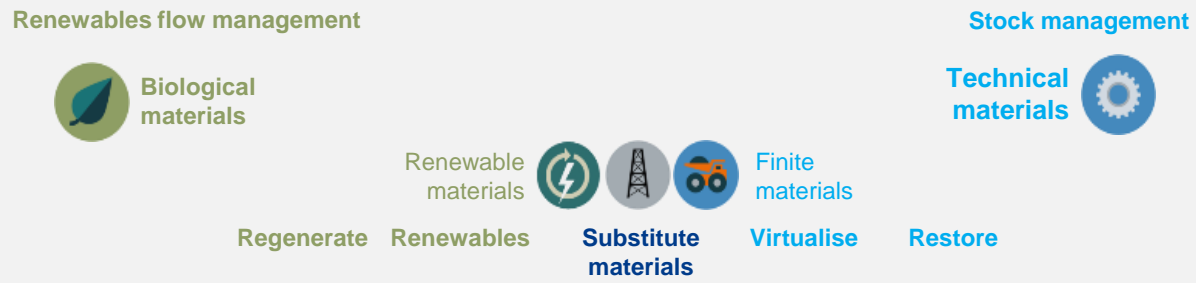 Renewables flow management
Stock management
Biological
materials
Technical
materials
Renewable
materials
Finite
materials
Regenerate
Renewables
Substitute
materials
Virtualise
Restore